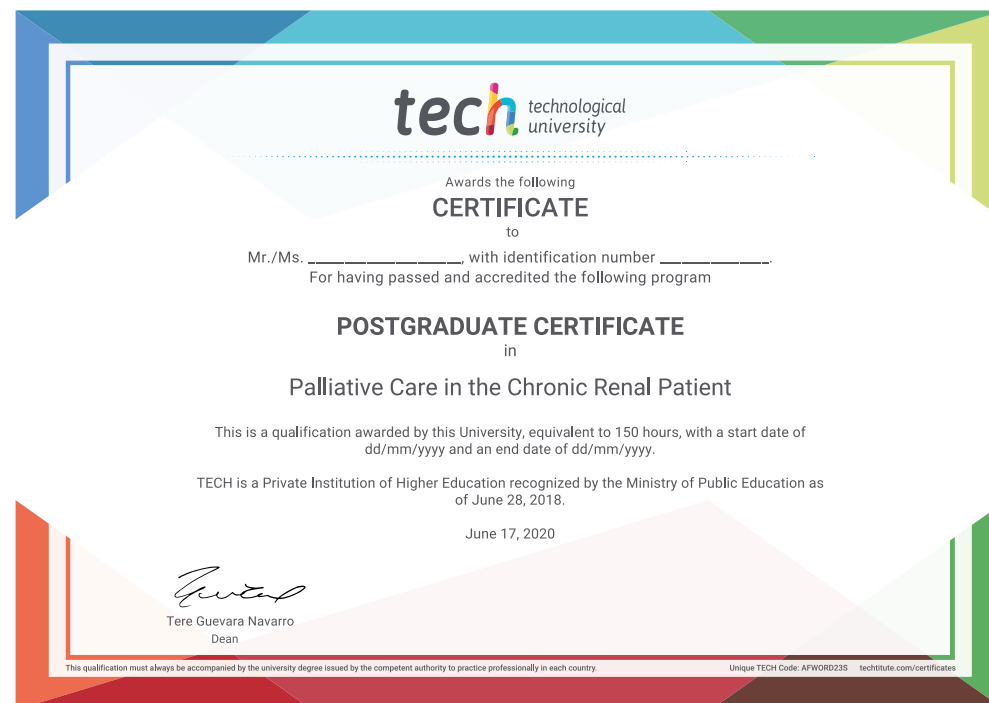 tech technological
university
Awards the following
CERTIFICATE
to
Mr./Ms. ____________________, with identification number ______________.
For having passed and accredited the following program
POSTGRADUATE CERTIFICATE
in
Palliative Care in the Chronic Renal Patient
This is a qualification awarded by this University, equivalent to 150 hours, with a start date of
dd/mm/yyyy and an end date of dd/mm/yyyy.
TECH is a Private Institution of Higher Education recognized by the Ministry of Public Education as
of June 28, 2018.
June 17, 2020
Tere Guevara Navarro
Dean
This qualification must always be accompanied by the university degree issued by the competent authority to practice professionally in each country. Unique TECH Code: AFWORD23S techtitute.com/certificates